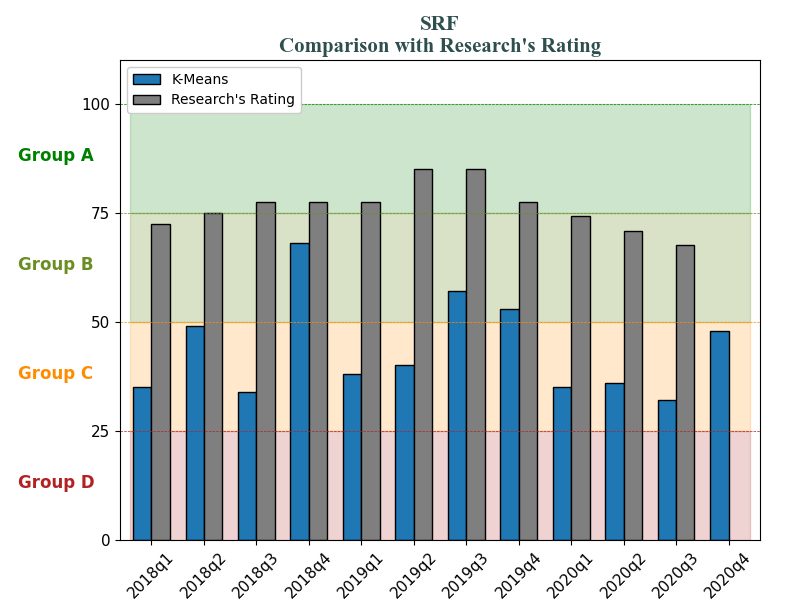 SRF
Comparison with Research's Rating
K-Means
Research's Rating
100
Group A
75
Group B
50
Group C
25
Group D
0
2018q1
2018q2
2018q3
2018q4
2019q1
2019q2
2019q3
2019q4
2020q1
2020q2
2020q3
2020q4